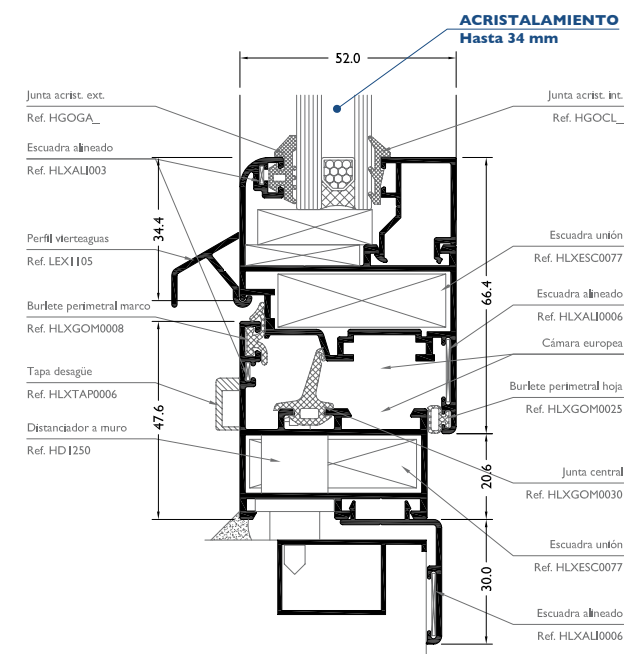 ACRISTALAMIENTO
Hasta 34 mm
52.0
Junta acrist. ext.
Ref. HGOGA_
Escuadra alineado
Ref. HLXALI003
34.4
Perfil vierteaguas
Ref. LEX1105
Burlete perimetral marco
Ref. HLXGOM0008
Tapa desagüe
Ref. HLXTAP0006
47.6
Distanciador a muro
Ref. HD1250
Junta acrist. int.
Ref. HGOCL_
Escuadra unión
Ref. HLXESC0077
66.4
Escuadra alineado
Ref. HLXALI0006
Cámara europea
Burlete perimetral hoja
Ref. HLXGOM0025
20.6
Junta central
Ref. HLXGOM0030
Escuadra unión
Ref. HLXESC0077
30.0
Escuadra alineado
Ref. HLXALI0006